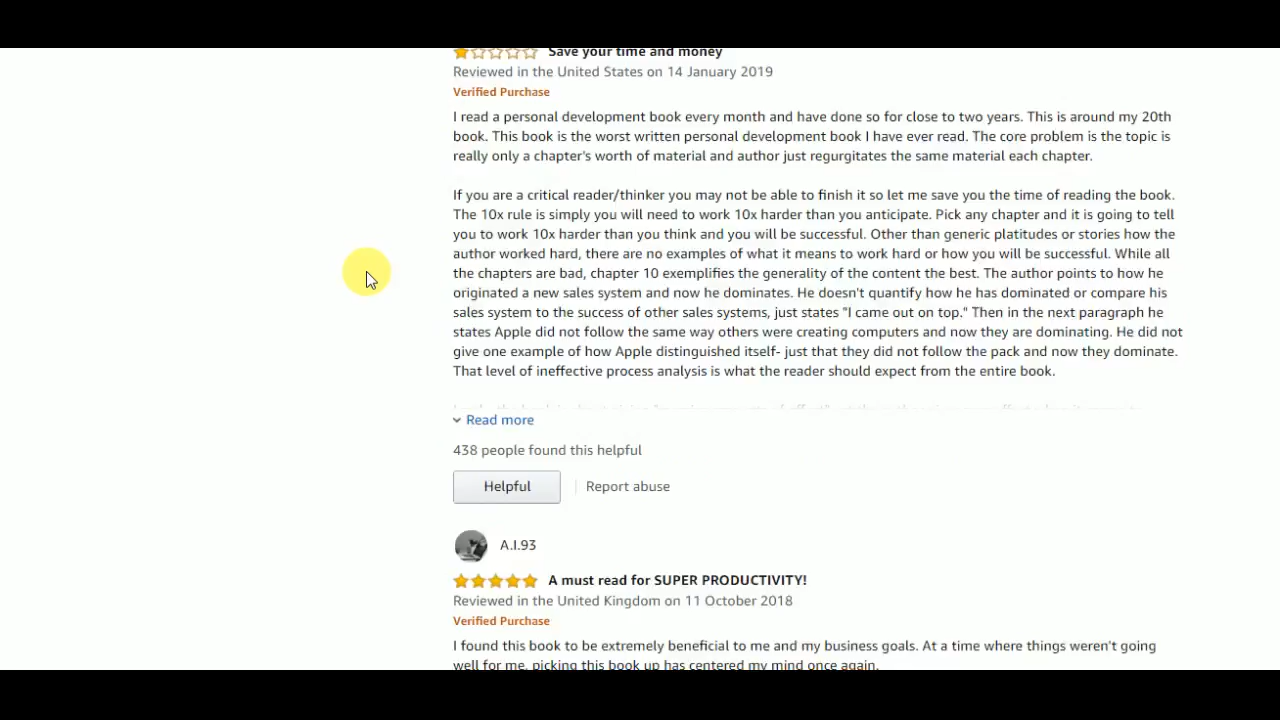 Save your time and money
Reviewed in the United States on 14 January 2019
Verified Purchase
I read a personal development book every month and have done so for close to two years. This is around my 20th
book. This book is the worst written personal development book I have ever read. The core problem is the topic is
really only a chapter's worth of material and author just regurgitates the same material each chapter.
If you are a critical reader/thinker you may not be able to finish it so let me save you the time of reading the book.
The 10x rule is simply you will need to work 10x harder than you anticipate. Pick any chapter and it is going to tell
you to work 10x harder than you think and you will be successful. Other than generic platitudes or stories how the
author worked hard, there are no examples of what it means to work hard or how you will be successful. While all
the chapters are bad, chapter 10 exemplifies the generality of the content the best. The author points to how he
originated a new sales system and now he dominates. He doesn't quantify how he has dominated or compare his
sales system to the success of other sales systems, just states "I came out on top." Then in the next paragraph he
states Apple did not follow the same way others were creating computers and now they are dominating. He did not
give one example of how Apple distinguished itself- just that they did not follow the pack and now they dominate.
That level of ineffective process analysis is what the reader should expect from the entire book.
Read more
438 people found this helpful
Helpful
Report abuse
A.I.93
A must read for SUPER PRODUCTIVITY!
Reviewed in the United Kingdom on 11 October 2018
Verified Purchase
I found this book to be extremely beneficial to me and my business goals. At a time where things weren't going
well for me, picking this book up has centered my mind once again.